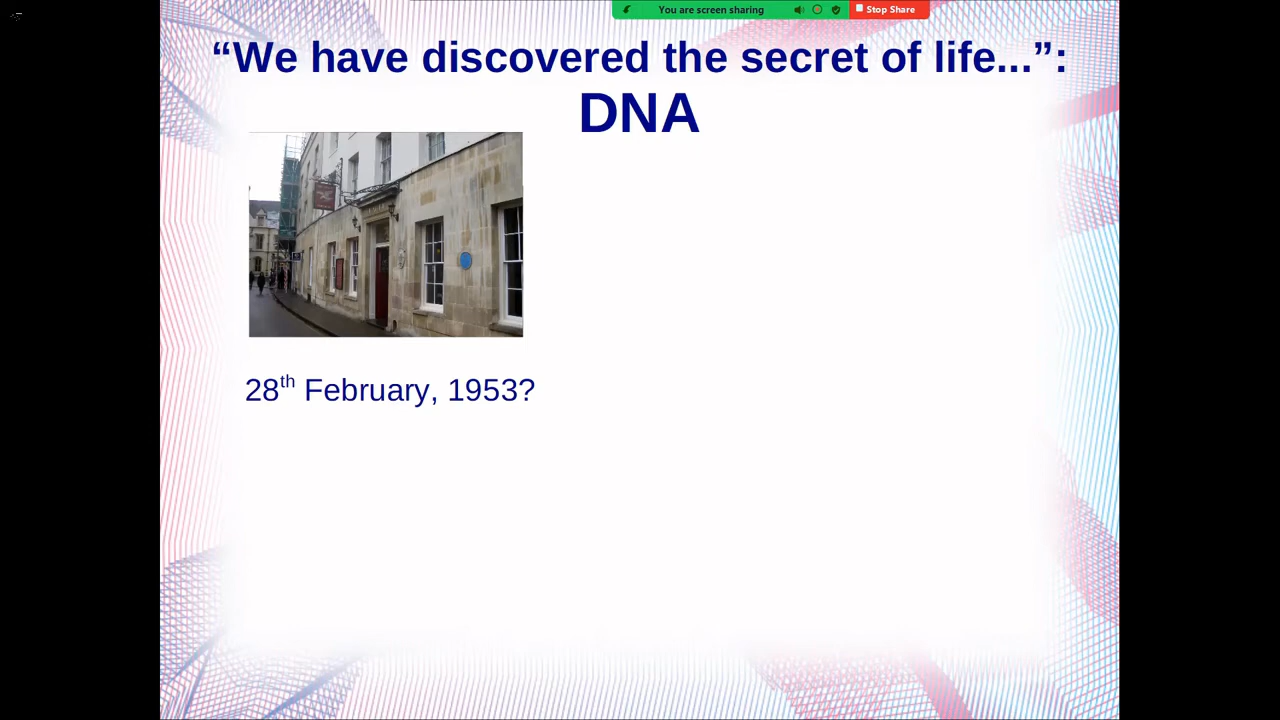 You are screen sharing Stop Share
“We have discovered the secret of life...”:
DNA
28th February, 1953?